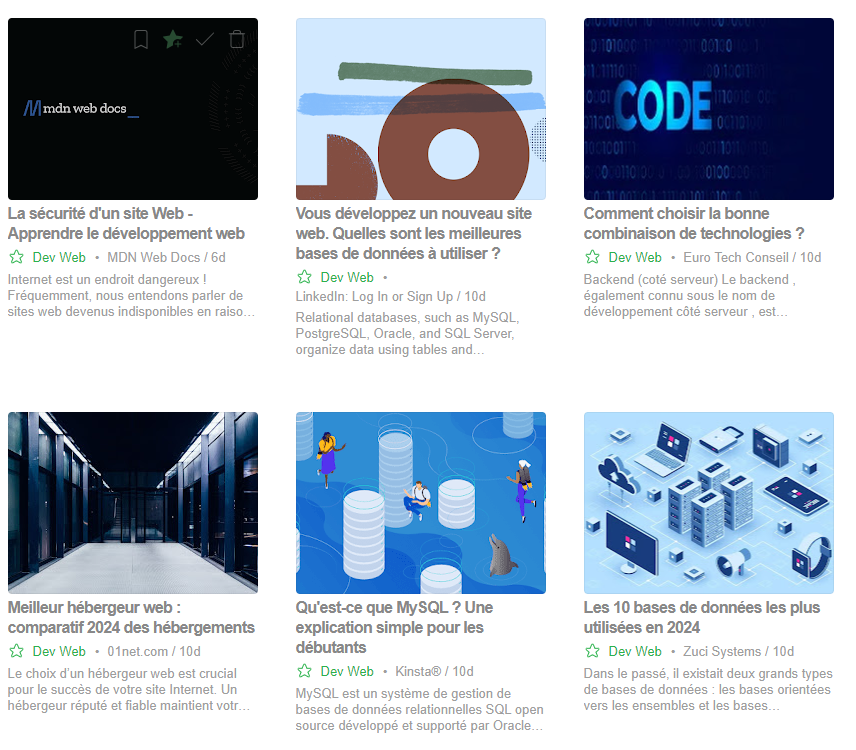 mdn web docs_
La sécurité d'un site Web -
Apprendre le développement web
Dev Web • MDN Web Docs / 6d
Internet est un endroit dangereux !
Fréquemment, nous entendons parler de
sites web devenus indisponibles en raiso…
Vous développez un nouveau site
web. Quelles sont les meilleures
bases de données à utiliser ?
Dev Web •
LinkedIn: Log In or Sign Up / 10d
Relational databases, such as MySQL,
PostgreSQL, Oracle, and SQL Server,
organize data using tables and…
CODE
Comment choisir la bonne
combinaison de technologies ?
Dev Web • Euro Tech Conseil / 10d
Backend (coté serveur) Le backend ,
également connu sous le nom de
développement côté serveur , est…
Meilleur hébergeur web :
comparatif 2024 des hébergements
Dev Web • 01net.com / 10d
Le choix d’un hébergeur web est crucial
pour le succès de votre site Internet. Un
hébergeur réputé et fiable maintient votr…
Qu'est-ce que MySQL ? Une
explication simple pour les
débutants
Dev Web • Kinsta® / 10d
MySQL est un système de gestion de
bases de données relationnelles SQL open
source développé et supporté par Oracle…
Les 10 bases de données les plus
utilisées en 2024
Dev Web • Zuci Systems / 10d
Dans le passé, il existait deux grands types
de bases de données : les bases orientées
vers les ensembles et les bases…